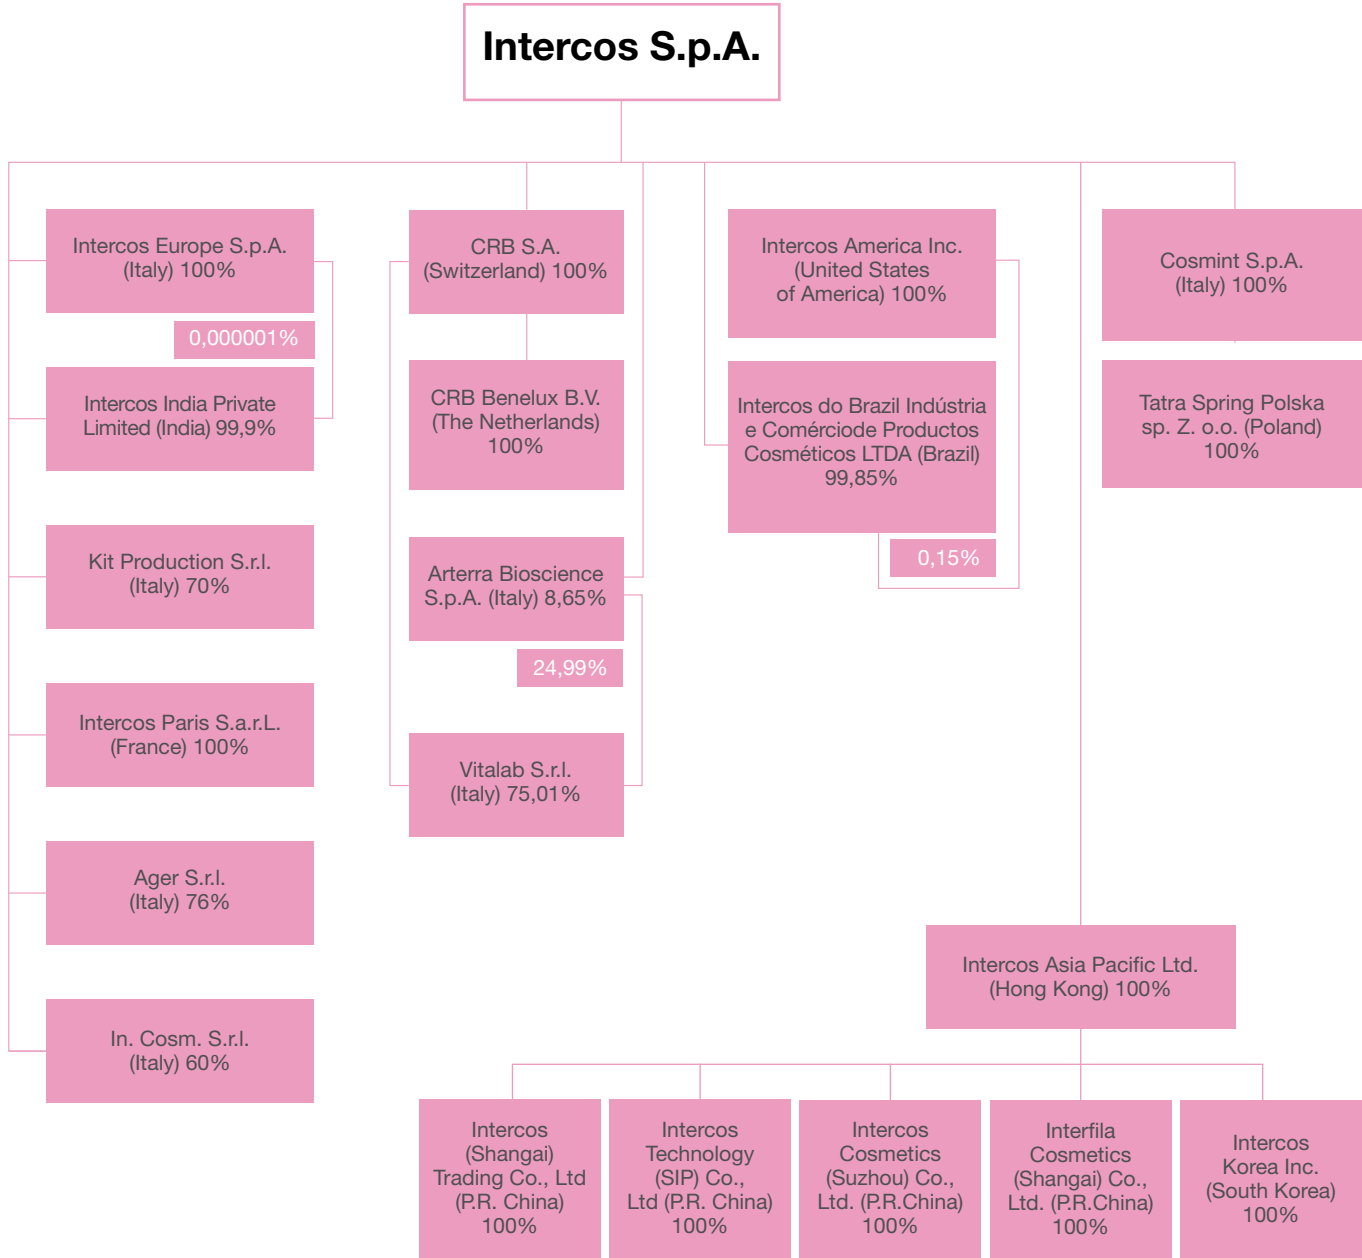 Intercos S.p.A.
Intercos Europe S.p.A.
(Italy) 100%
0,000001%
Intercos India Private
Limited (India) 99,9%
Kit Production S.r.l.
(Italy) 70%
Intercos Paris S.a.r.L.
(France) 100%
Ager S.r.l.
(Italy) 76%
In. Cosm. S.r.l.
(Italy) 60%
CRB S.A.
(Switzerland) 100%
CRB Benelux B.V.
(The Netherlands)
100%
Arterra Bioscience
S.p.A. (Italy) 8,65%
24,99%
Vitalab S.r.l.
(Italy) 75,01%
Intercos America Inc.
(United States
of America) 100%
Intercos do Brazil Indústria
e Comérciode Productos
Cosméticos LTDA (Brazil)
99,85%
0,15%
Cosmint S.p.A.
(Italy) 100%
Tatra Spring Polska
sp. Z. o.o. (Poland)
100%
Intercos Asia Pacific Ltd.
(Hong Kong) 100%
Intercos
(Shangai)
Trading Co., Ltd
(P.R. China)
100%
Intercos
Technology
(SIP) Co.,
Ltd (P.R. China)
100%
Intercos
Cosmetics
(Suzhou) Co.,
Ltd. (P.R.China)
100%
Interfila
Cosmetics
(Shangai) Co.,
Ltd. (P.R.China)
100%
Intercos
Korea Inc.
(South Korea)
100%